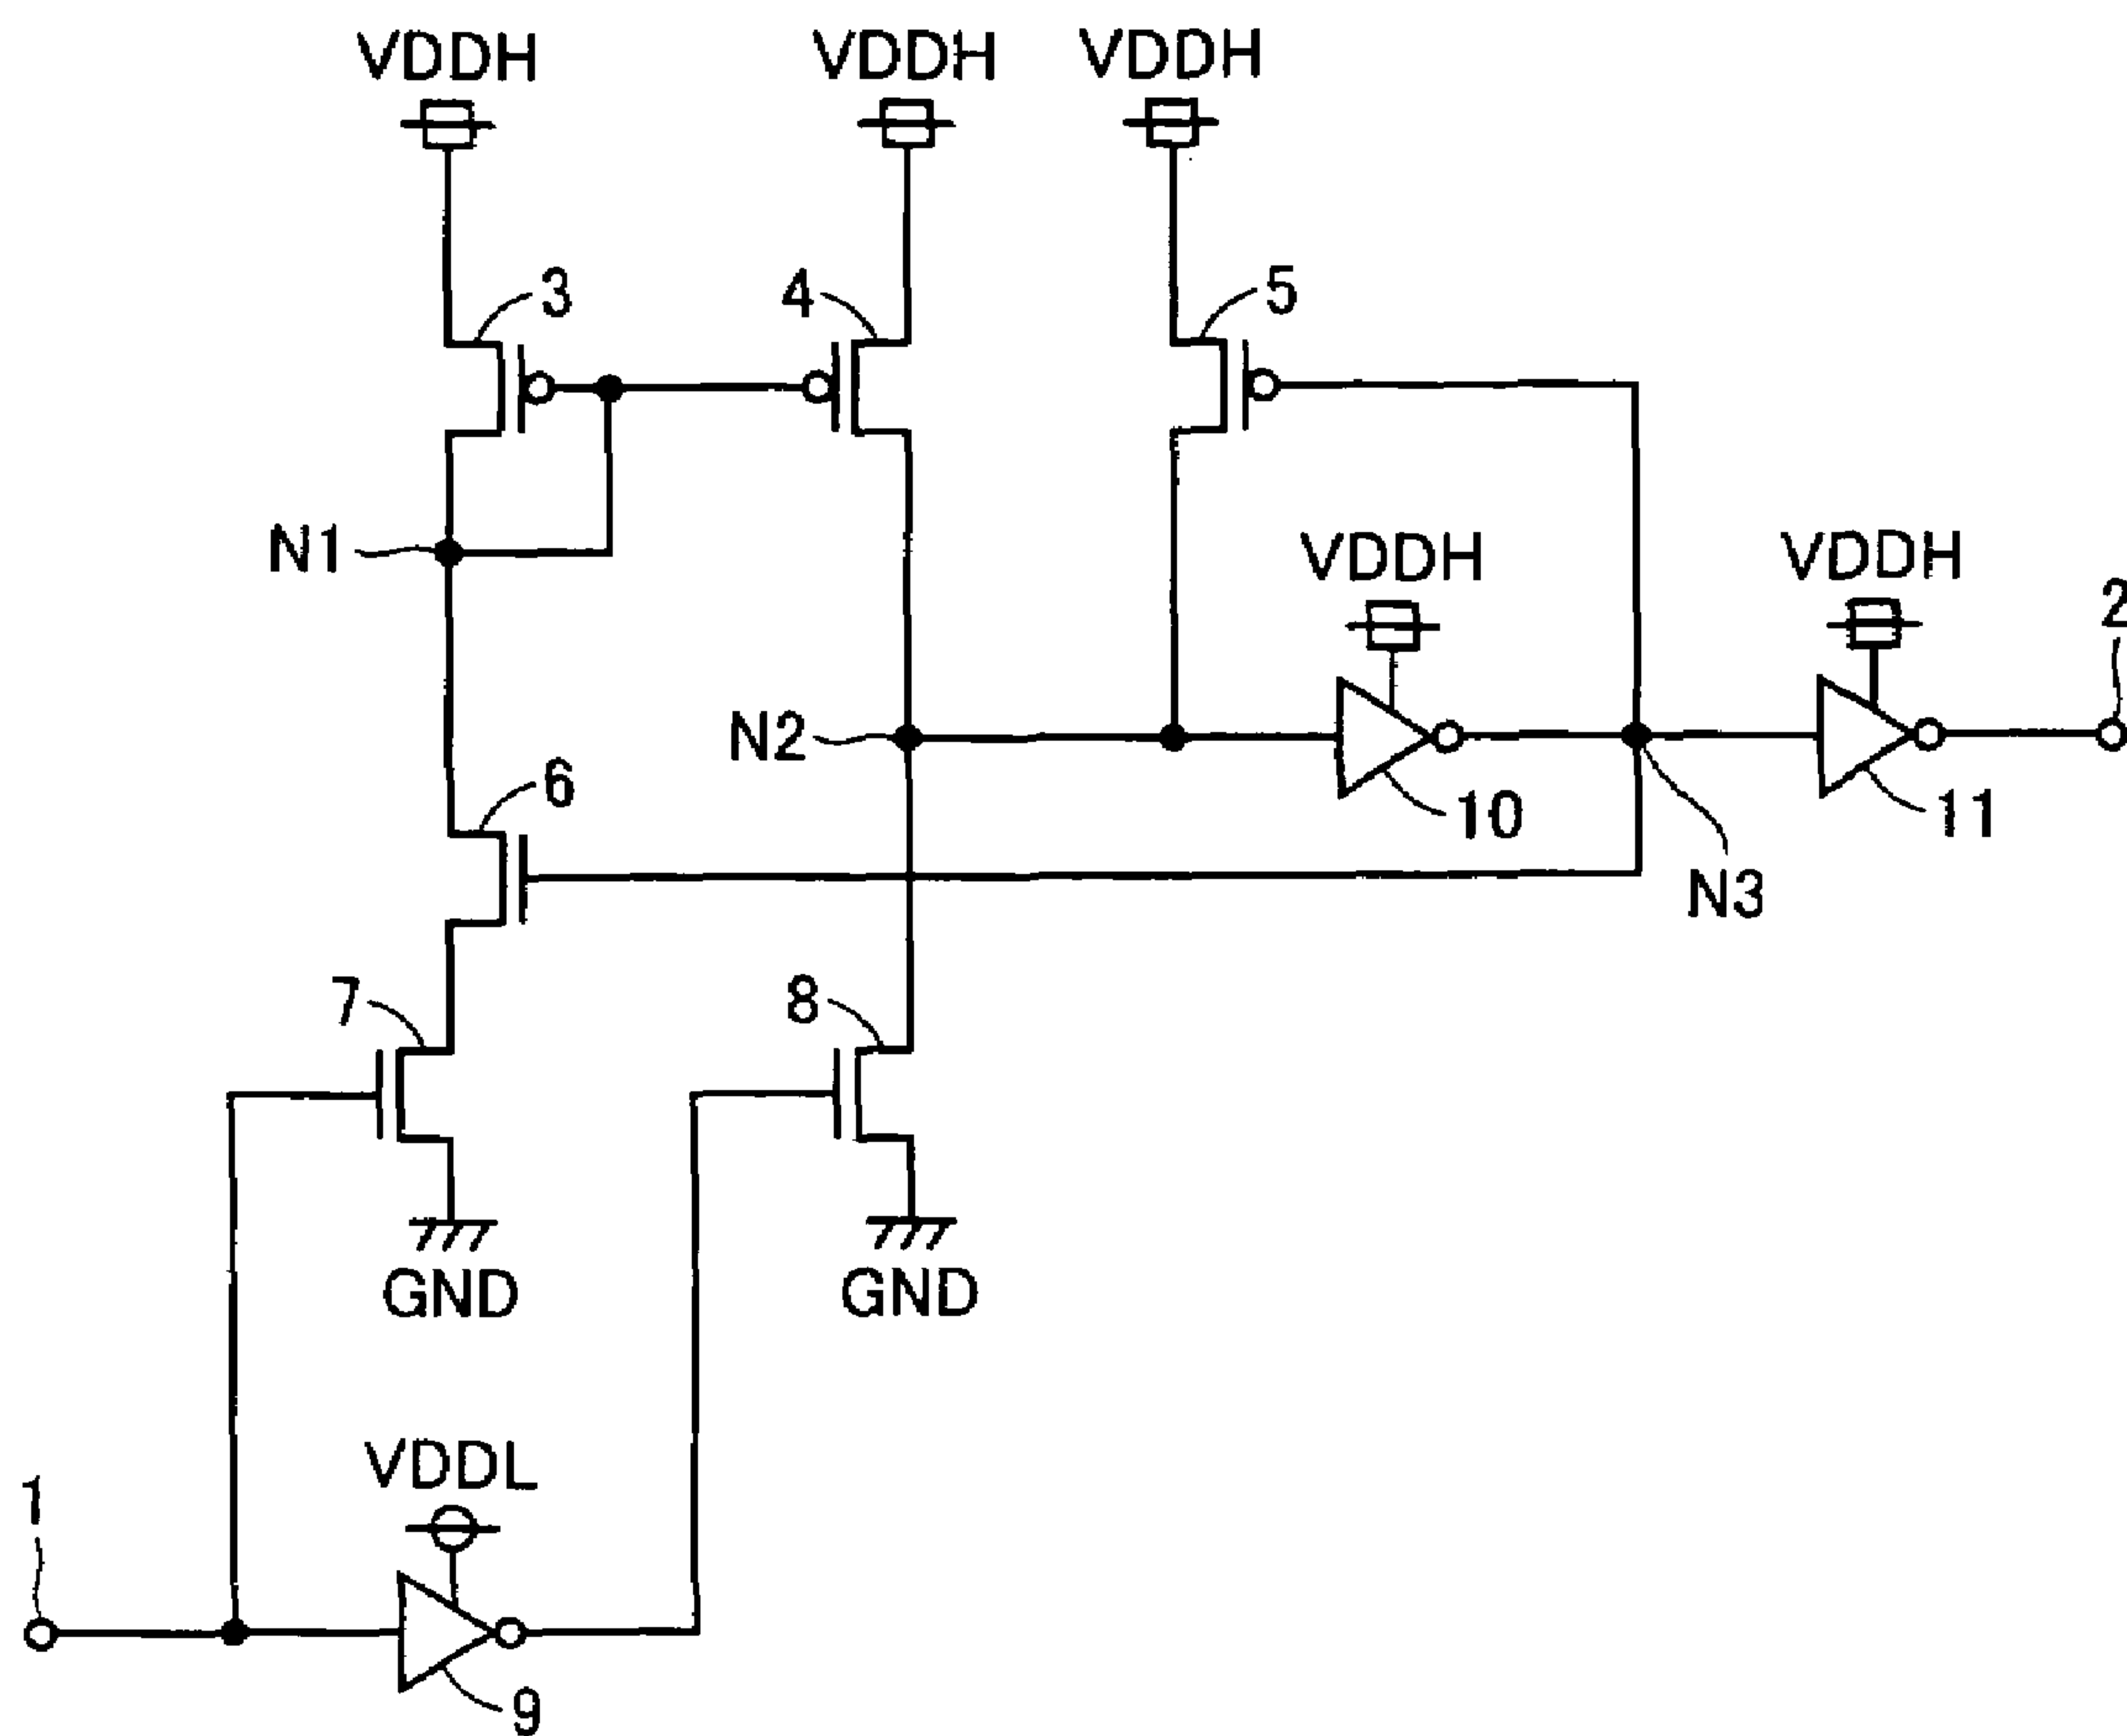 VDDH VDDH VDDH
3 4 5
N1 VDDH VDDH 2
N2
6 10 11
N3
7 8
GND GND
VDDL
1
9